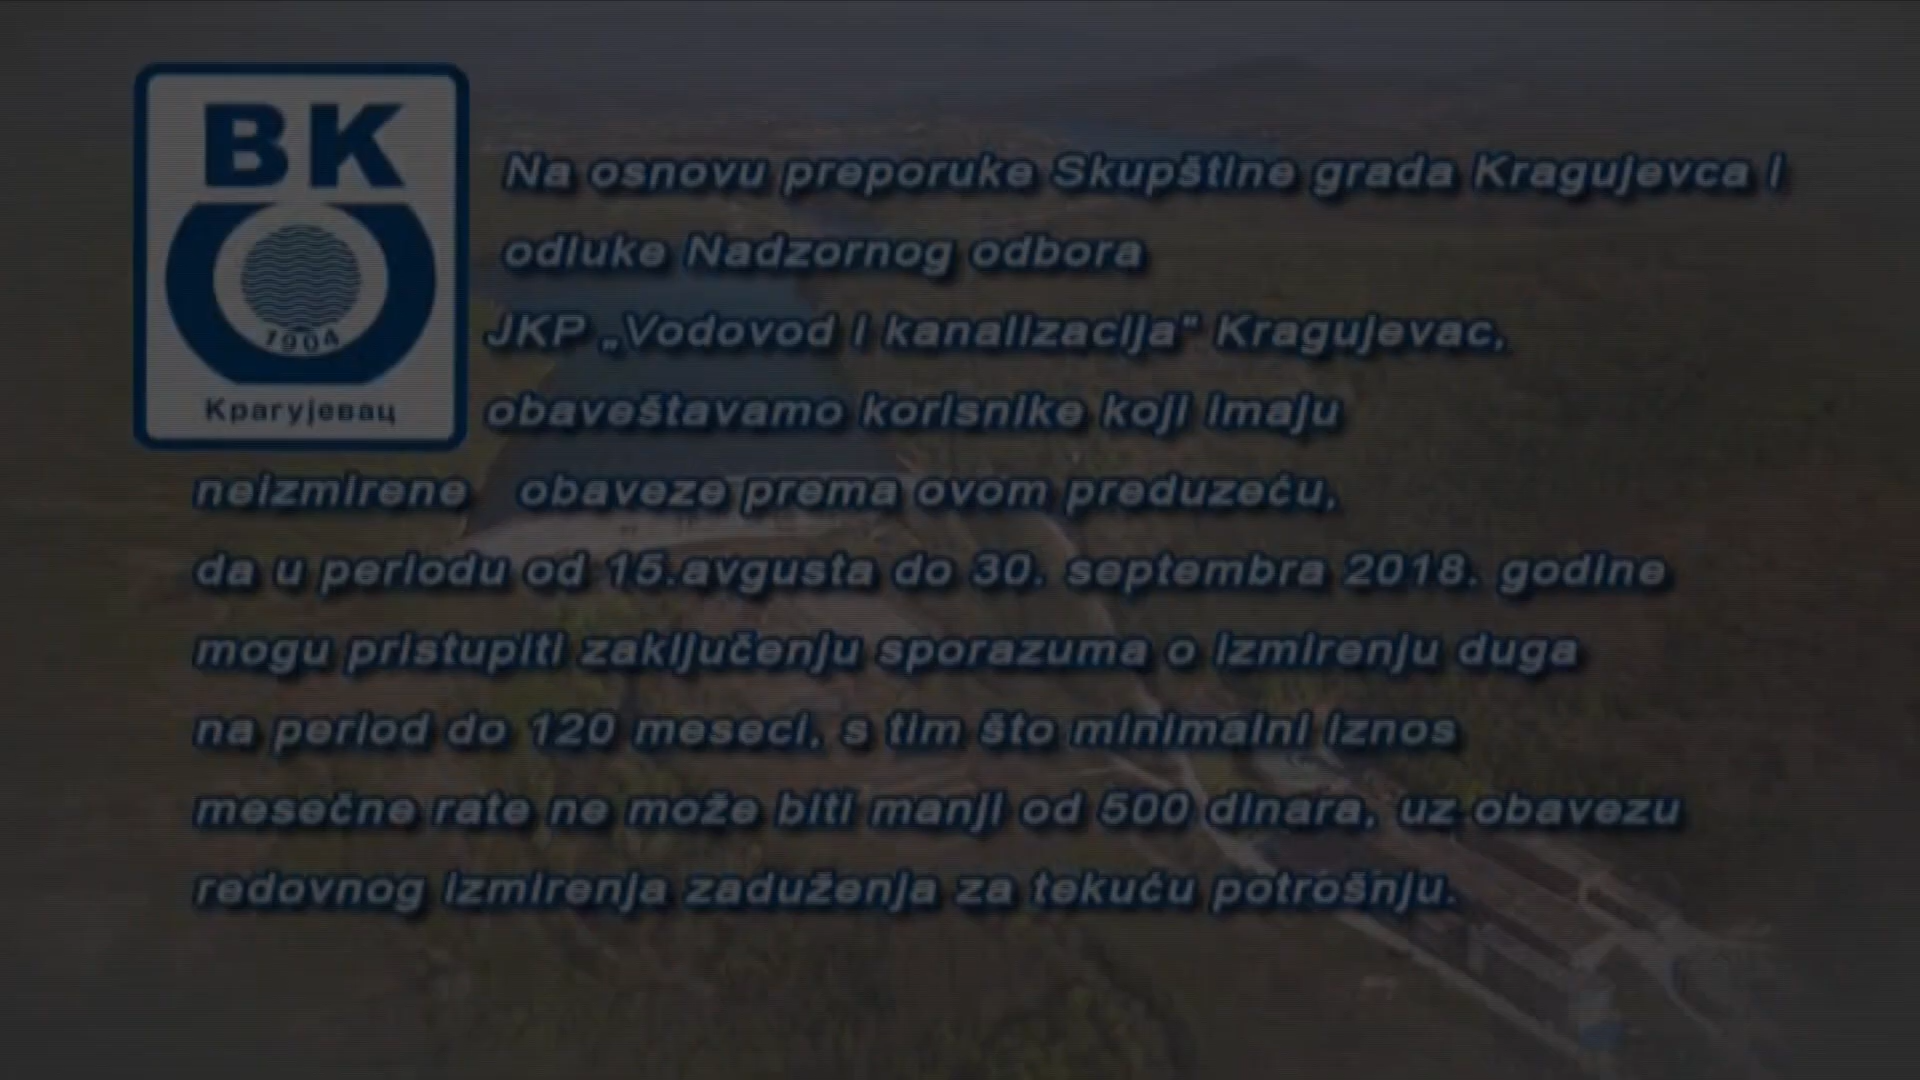 BK
1904
Крагујевац
Na osnovu preporuke Skupštine grada Kragujevca i
odluke Nadzornog odbora
JKP „Vodovod i kanalizacija" Kragujevac,
obaveštavamo korisnike koji imaju
neizmirene obaveze prema ovom preduzeću,
da u periodu od 15.avgusta do 30. septembra 2018. godine
mogu pristupiti zaključenju sporazuma o izmirenju duga
na period do 120 meseci, s tim što minimalni iznos
mesečne rate ne može biti manji od 500 dinara, uz obavezu
redovnog izmirenja zaduženja za tekuću potrošnju.